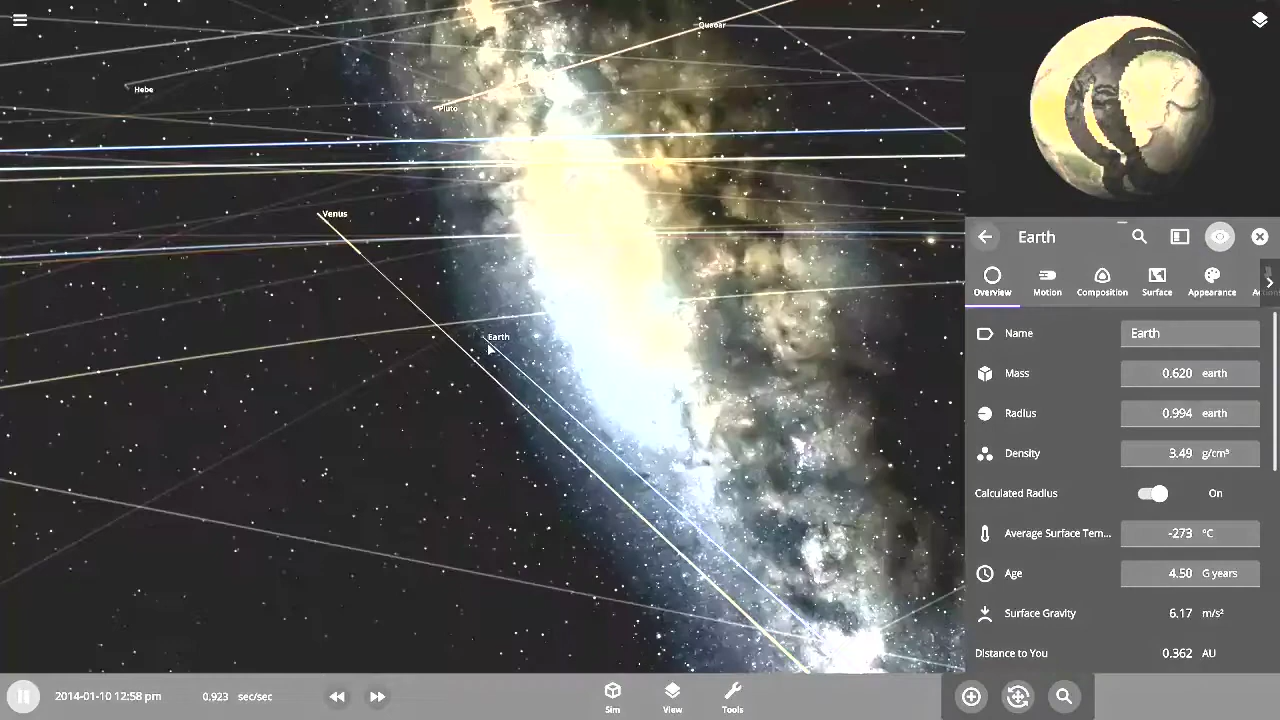 Quaoar
Hebe
Pluto
Venus
Earth
Earth
Overview
Motion
Composition
Surface
Appearance
Name
Earth
Mass
0.620 earth
Radius
0.994 earth
Density
3.49 g/cm³
Calculated Radius
On
Average Surface Tem...
-273 °C
Age
4.50 G years
Surface Gravity
6.17 m/s²
Distance to You
0.362 AU
2014-01-10 12:58 pm
0.923 sec/sec
Sim
View
Tools